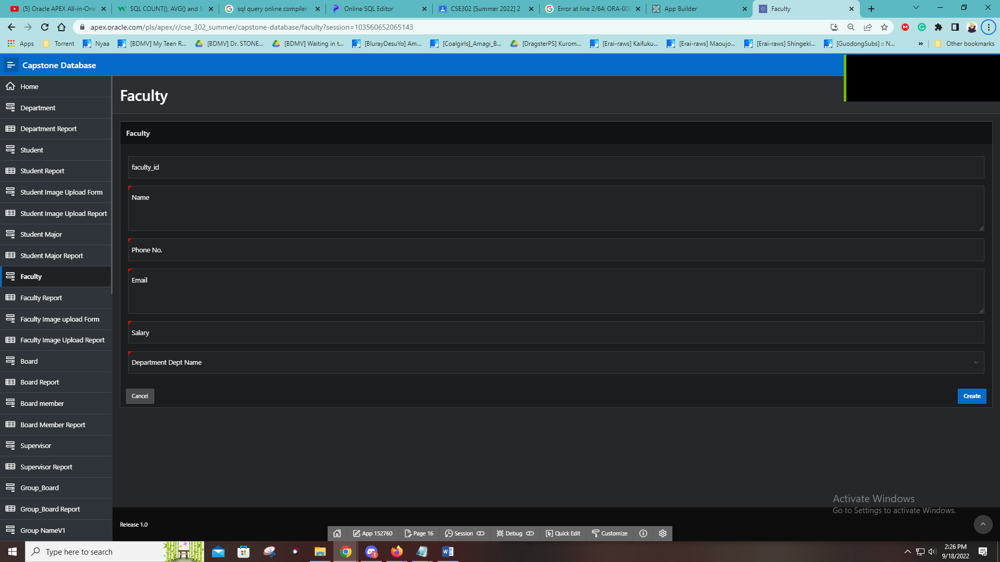 (5) Oracle APEX All-in-One
SQL COUNT(), AVG() and S
sql query online compiler
Online SQL Editor
CSE302 [Summer 2022] 2
Error at line 2/64: ORA-009
App Builder
Faculty
apex.oracle.com/pls/apex/r/cse_302_summer/capstone-database/faculty?session=103560652065143
Apps
Torrent
Nyaa
[BDMV] My Teen R...
[BDMV] Dr. STONE...
[BDMV] Waiting in t...
[BlurayDesuYo] Am...
[Coalgirls]_Amagi_B...
[DragsterPS] Kurom...
[Erai-raws] Kaifuku...
[Erai-raws] Maoujo...
[Erai-raws] Shingeki...
[GuodongSubs] :: N...
»
Other bookmarks
Capstone Database
Home
Department
Department Report
Student
Student Report
Student Image Upload Form
Student Image Upload Report
Student Major
Student Major Report
Faculty
Faculty Report
Faculty Image upload Form
Faculty Image Upload Report
Board
Board Report
Board member
Board Member Report
Supervisor
Supervisor Report
Group_Board
Group_Board Report
Group NameV1
Faculty
Faculty
faculty_id
Name
Phone No.
Email
Salary
Department Dept Name
Cancel
Create
Activate Windows
Go to Settings to activate Windows.
Release 1.0
App 152760
Page 16
Session
Debug
Quick Edit
Customize
Type here to search
1
2:26 PM
9/18/2022